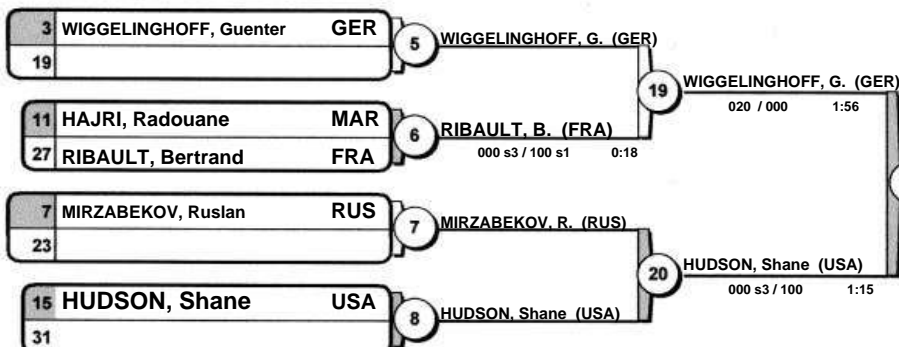 3 WIGGELINGHOFF, Guenter GER
19
5
WIGGELINGHOFF, G. (GER)
11 HAJRI, Radouane MAR
27 RIBAULT, Bertrand FRA
6
RIBAULT, B. (FRA)
000 s3 / 100 s1 0:18
19
WIGGELINGHOFF, G. (GER)
020 / 000 1:56
7 MIRZABEKOV, Ruslan RUS
23
7
MIRZABEKOV, R. (RUS)
15 HUDSON, Shane USA
31
8
HUDSON, Shane (USA)
20
HUDSON, Shane (USA)
000 s3 / 100 1:15